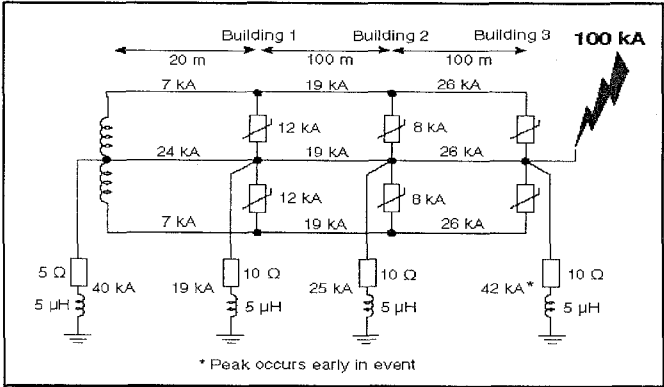 Building 1 Building 2 Building 3 100 kA
20 m 100 m 100 m
7 kA 19 kA 26 kA
12 kA 8 kA
24 kA 19 kA 26 kA
12 kA 8 kA
7 kA 19 kA 26 kA
5 Ω 10 Ω 10 Ω 10 Ω
40 kA 19 kA 25 kA 42 kA*
5 µH 5 µH 5 µH 5 µH
* Peak occurs early in event